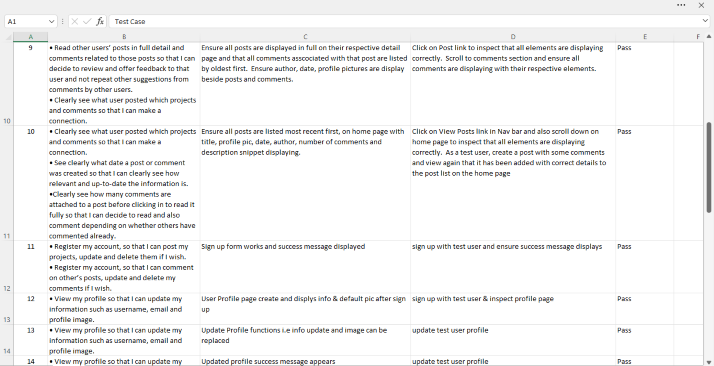 A1 fx Test Case
A B C D E F
10 9 • Read other users' posts in full detail and Ensure all posts are displayed in full on their respective detail Click on Post link to inspect that all elements are displaying Pass
comments related to those posts so that I can page and that all comments asscociated with that post are listed correctly. Scroll to comments section and ensure all
decide to review and offer feedback to that by oldest first. Ensure author, date, profile pictures are display comments are displaying with their respective elements.
user and not repeat other suggestions from beside posts and comments.
comments by other users.
• Clearly see what user posted which projects
and comments so that I can make a
connection.
11 10 • Clearly see what user posted which projects Ensure all posts are listed most recent first, on home page with Click on View Posts link in Nav bar and also scroll down on Pass
and comments so that I can make a title, profile pic, date, author, number of comments and home page to inspect that all elements are displaying
connection. description snippet displaying. correctly. As a test user, create a post with some comments
• See clearly what date a post or comment and view again that it has been added with correct details to
was created so that I can clearly see how the post list on the home page
relevant and up-to-date the information is.
•Clearly see how many comments are
attached to a post before clicking in to read it
fully so that I can decide to read and also
comment depending on whether others have
commented already.
12 11 • Register my account, so that I can post my Sign up form works and success message displayed sign up with test user and ensure success message displays Pass
projects, update and delete them if I wish.
• Register my account, so that I can comment
on other's posts, update and delete my
comments if I wish.
13 12 • View my profile so that I can update my User Profile page create and displys info & default pic after sign sign up with test user & inspect profile page Pass
information such as username, email and up
profile image.
14 13 • View my profile so that I can update my Update Profile functions i.e info update and image can be update test user profile Pass
information such as username, email and replaced
profile image.
14 • View my profile so that I can update my Updated profile success message appears update test user profile Pass